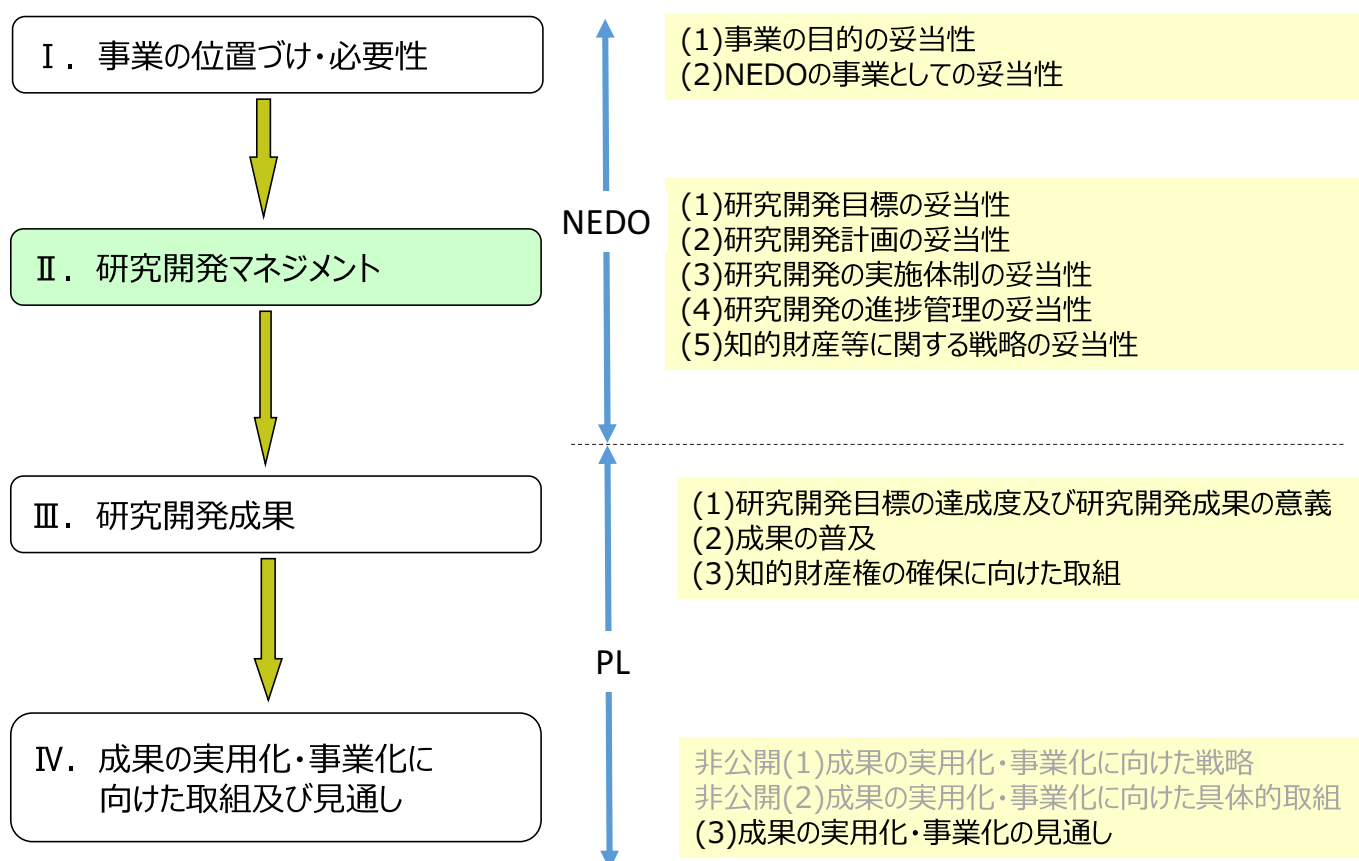 Ⅰ. 事業の位置づけ・必要性
(1)事業の目的の妥当性
(2)NEDOの事業としての妥当性
NEDO
Ⅱ. 研究開発マネジメント
(1)研究開発目標の妥当性
(2)研究開発計画の妥当性
(3)研究開発の実施体制の妥当性
(4)研究開発の進捗管理の妥当性
(5)知的財産等に関する戦略の妥当性
Ⅲ. 研究開発成果
(1)研究開発目標の達成度及び研究開発成果の意義
(2)成果の普及
(3)知的財産権の確保に向けた取組
PL
Ⅳ. 成果の実用化・事業化に
向けた取組及び見通し
非公開(1)成果の実用化・事業化に向けた戦略
非公開(2)成果の実用化・事業化に向けた具体的取組
(3)成果の実用化・事業化の見通し